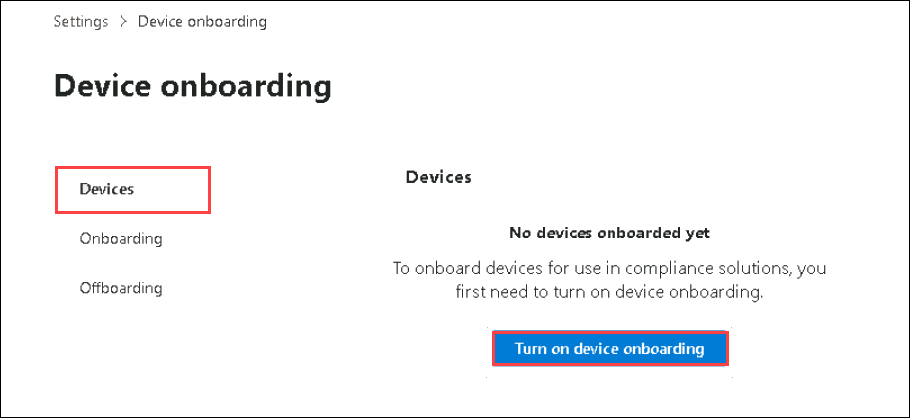 Settings > Device onboarding
Device onboarding
Devices
Onboarding
Offboarding
Devices
No devices onboarded yet
To onboard devices for use in compliance solutions, you
first need to turn on device onboarding.
Turn on device onboarding